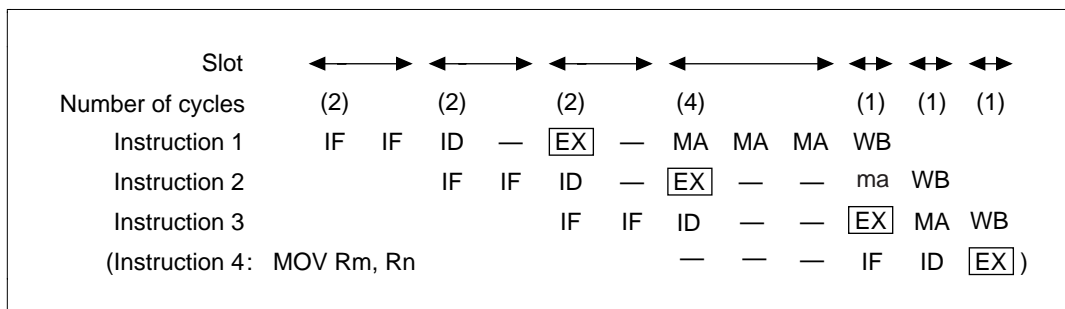 Slot
Number of cycles (2) (2) (2) (4) (1) (1) (1)
Instruction 1 IF IF ID — EX — MA MA MA WB
Instruction 2 IF IF ID — EX — — ma WB
Instruction 3 IF IF ID — — EX MA WB
(Instruction 4: MOV Rm, Rn — — — IF ID EX )